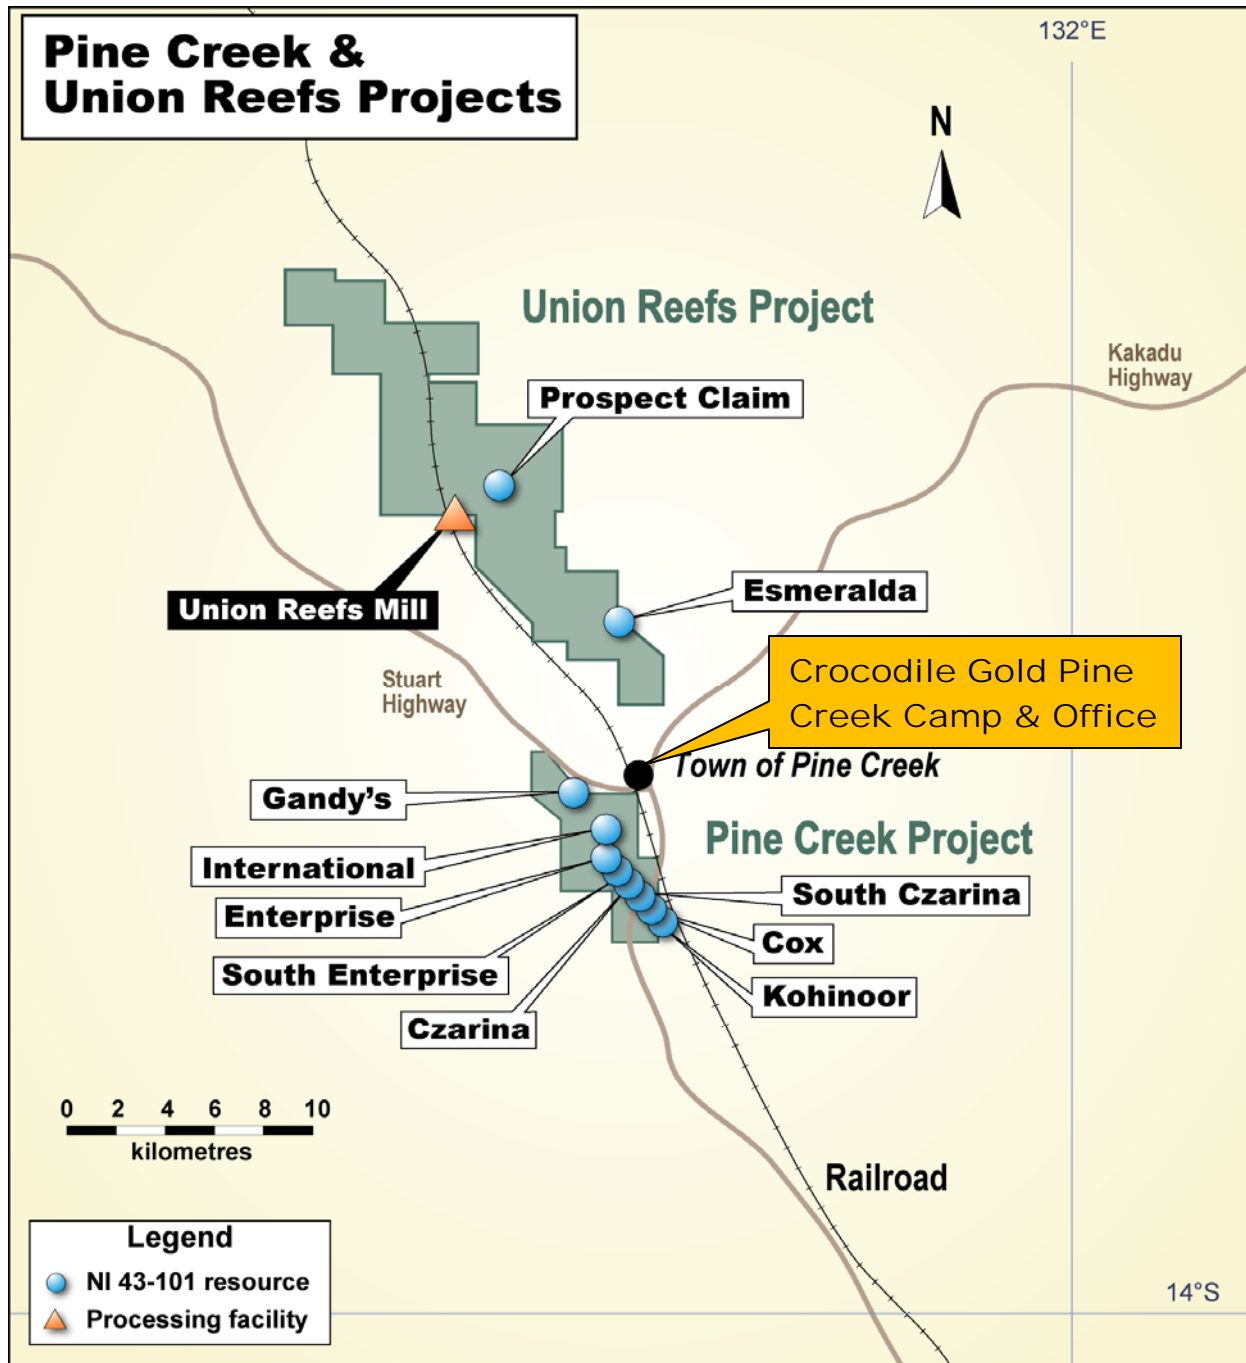 Pine Creek &
Union Reefs Projects
132°E
N
Union Reefs Project
Kakadu
Highway
Prospect Claim
Esmeralda
Union Reefs Mill
Crocodile Gold Pine
Creek Camp & Office
Stuart
Highway
Town of Pine Creek
Gandy's
Pine Creek Project
International
South Czarina
Enterprise
Cox
South Enterprise
Kohinoor
Czarina
0 2 4 6 8 10
kilometres
Railroad
Legend
NI 43-101 resource
Processing facility
14°S